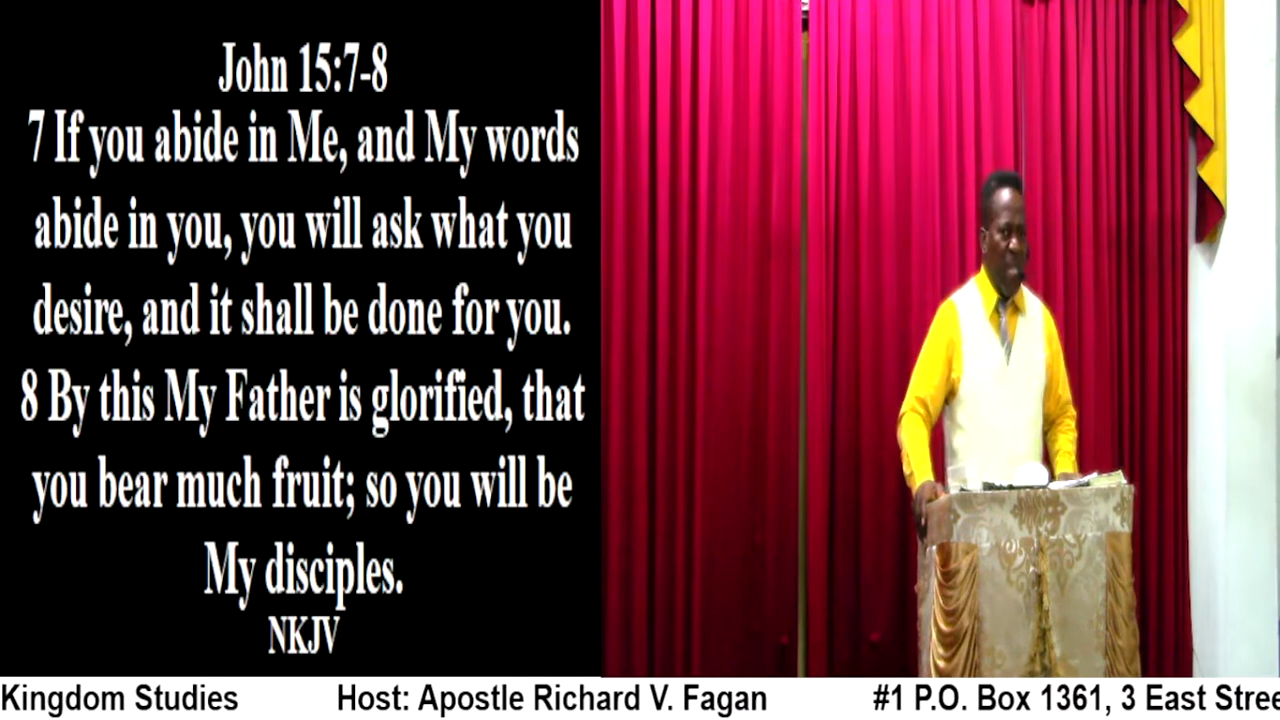 John 15:7-8
7 If you abide in Me, and My words
abide in you, you will ask what you
desire, and it shall be done for you.
8 By this My Father is glorified, that
you bear much fruit; so you will be
My disciples.
NKJV
Kingdom Studies Host: Apostle Richard V. Fagan #1 P.O. Box 1361, 3 East